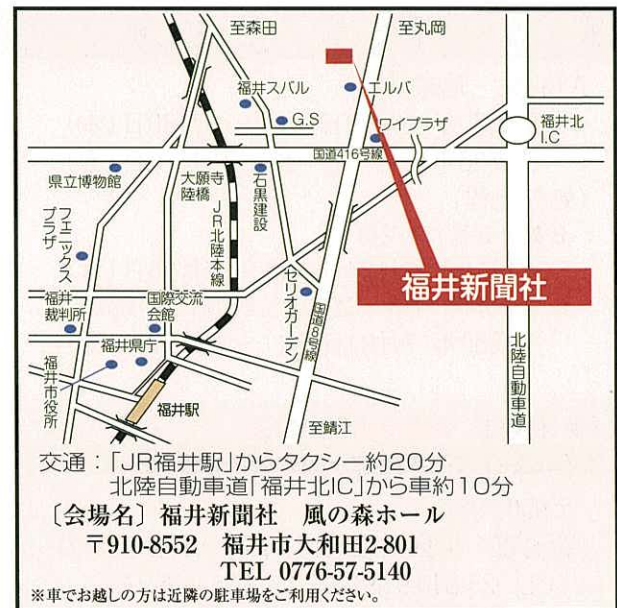 至森田
至丸岡
福井スバル
エルパ
G.S
ワイプラザ
福井北
I.C
国道416号線
県立博物館
大願寺
陸橋
石黒建設
フェニックス
プラザ
JR北陸本線
福井新聞社
セリオガーデン
福井
裁判所
国際交流
会館
国道8号線
福井県庁
北陸自動車道
福井市役所
福井駅
至鯖江
交通：「JR福井駅」からタクシー約20分
北陸自動車道「福井北IC」から車約10分
〔会場名〕福井新聞社　風の森ホール
〒910-8552　福井市大和田2-801
TEL 0776-57-5140
※車でお越しの方は近隣の駐車場をご利用ください。